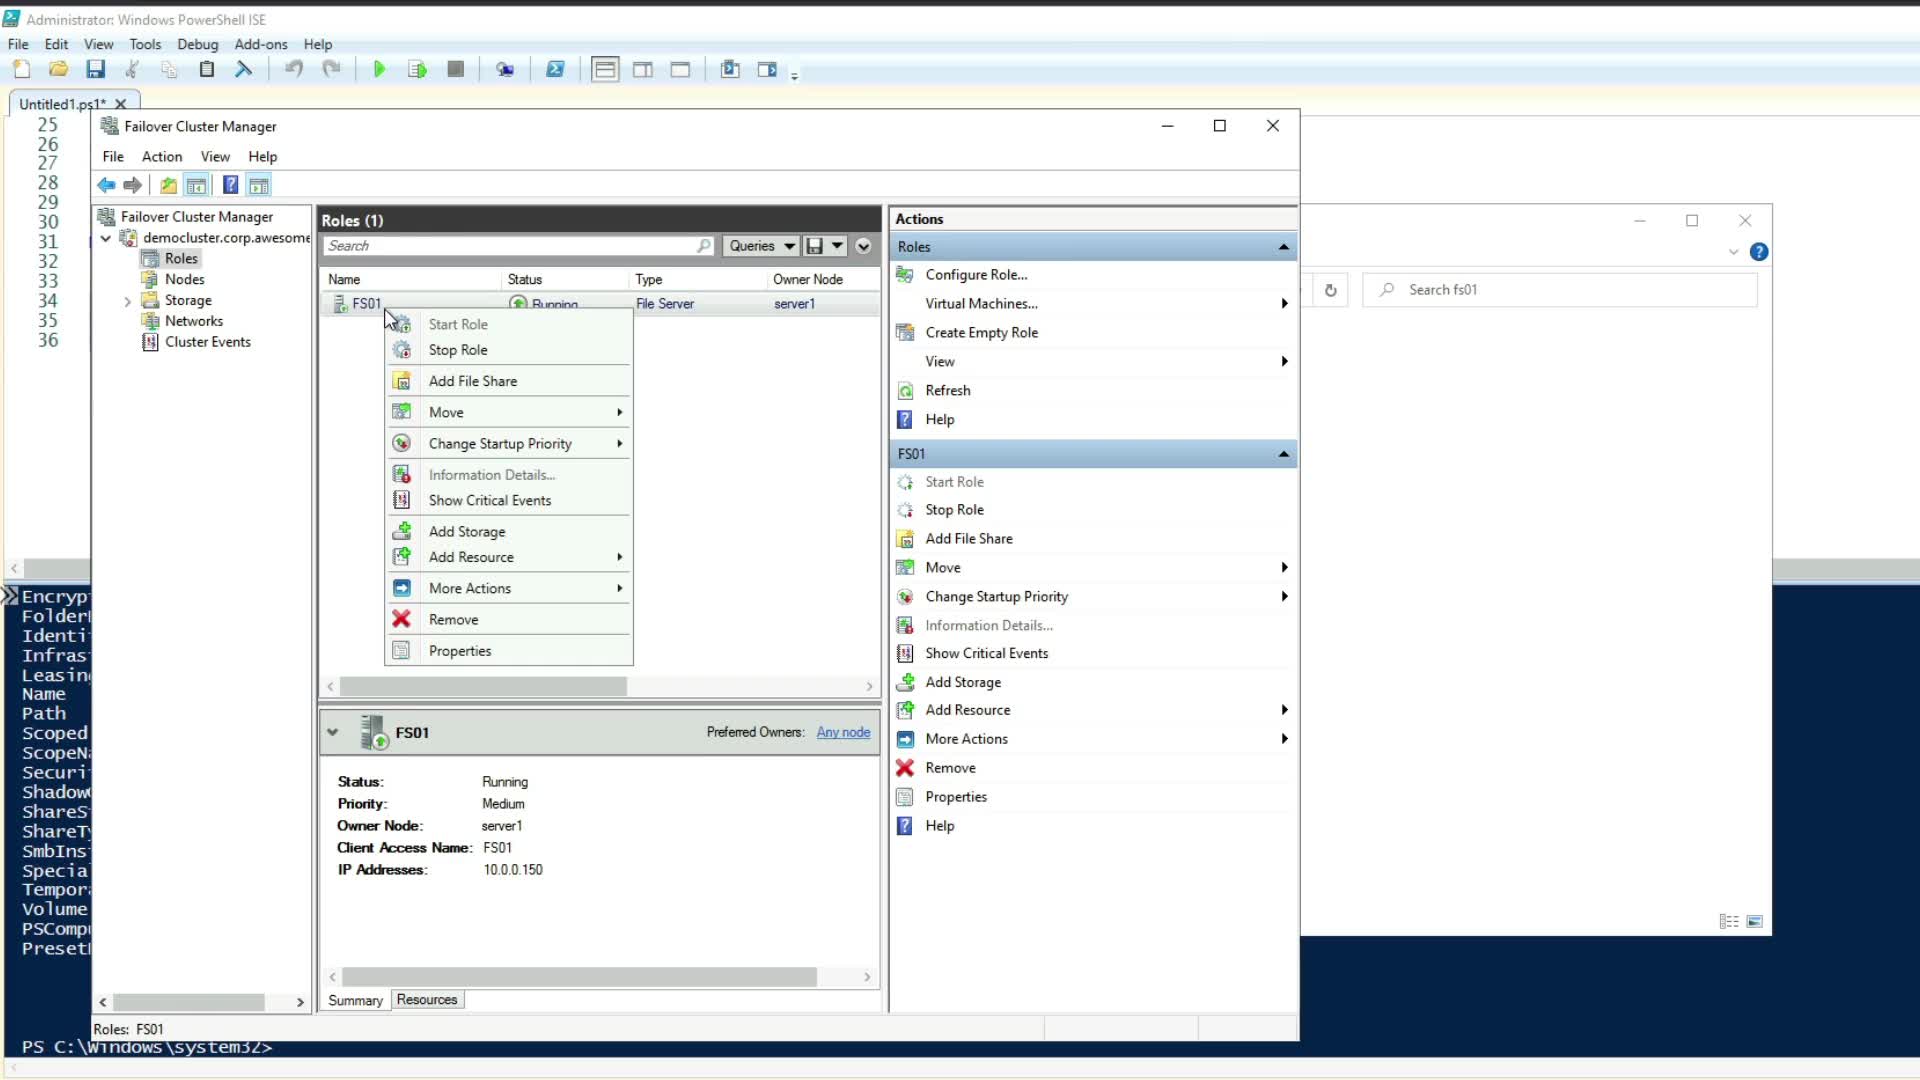 Administrator: Windows PowerShell ISE
File Edit View Tools Debug Add-ons Help
Untitled1.ps1*
25
26
27
28
29
30
31
32
33
34
35
36
Failover Cluster Manager
File Action View Help
Failover Cluster Manager
democluster.corp.awesome
Roles
Nodes
Storage
Networks
Cluster Events
Roles (1)
Search
Queries
Name Status Type Owner Node
FS01 Running File Server server1
Start Role
Stop Role
Add File Share
Move
Change Startup Priority
Information Details...
Show Critical Events
Add Storage
Add Resource
More Actions
Remove
Properties
FS01 Preferred Owners: Any node
Status: Running
Priority: Medium
Owner Node: server1
Client Access Name: FS01
IP Addresses: 10.0.0.150
Summary Resources
Roles: FS01
Actions
Roles
Configure Role...
Virtual Machines...
Create Empty Role
View
Refresh
Help
FS01
Start Role
Stop Role
Add File Share
Move
Change Startup Priority
Information Details...
Show Critical Events
Add Storage
Add Resource
More Actions
Remove
Properties
Help
Search fs01
Encryp
Folder
Identi
Infras
Leasing
Name
Path
Scoped
ScopeNa
Securi
Shadow
ShareS
ShareTy
SmbIns
Special
Tempora
Volume
PSCompu
Preset
PS C:\Windows\system32>